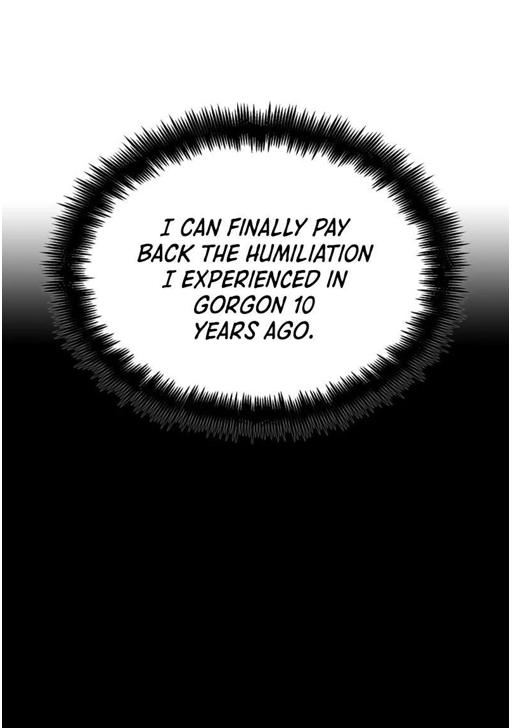 I CAN FINALLY PAY
BACK THE HUMILIATION
I EXPERIENCED IN
GORGON 10
YEARS AGO.